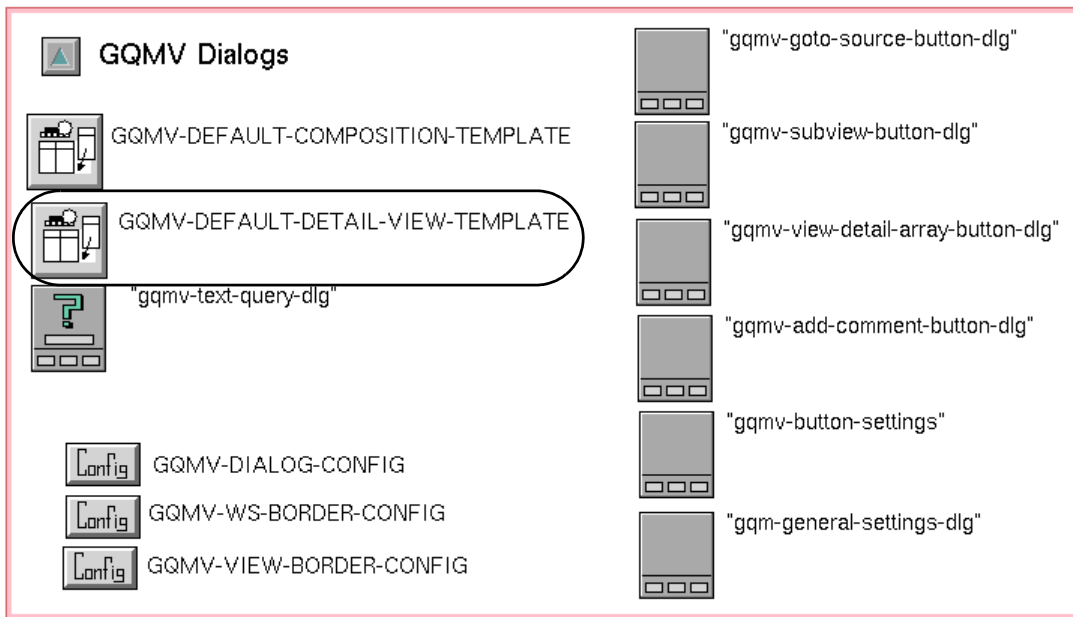 GQMV Dialogs
GQMV-DEFAULT-COMPOSITION-TEMPLATE
GQMV-DEFAULT-DETAIL-VIEW-TEMPLATE
"gqmv-text-query-dlg"
Config GQMV-DIALOG-CONFIG
Config GQMV-WS-BORDER-CONFIG
Config GQMV-VIEW-BORDER-CONFIG
"gqmv-goto-source-button-dlg"
"gqmv-subview-button-dlg"
"gqmv-view-detail-array-button-dlg"
"gqmv-add-comment-button-dlg"
"gqmv-button-settings"
"gqm-general-settings-dlg"